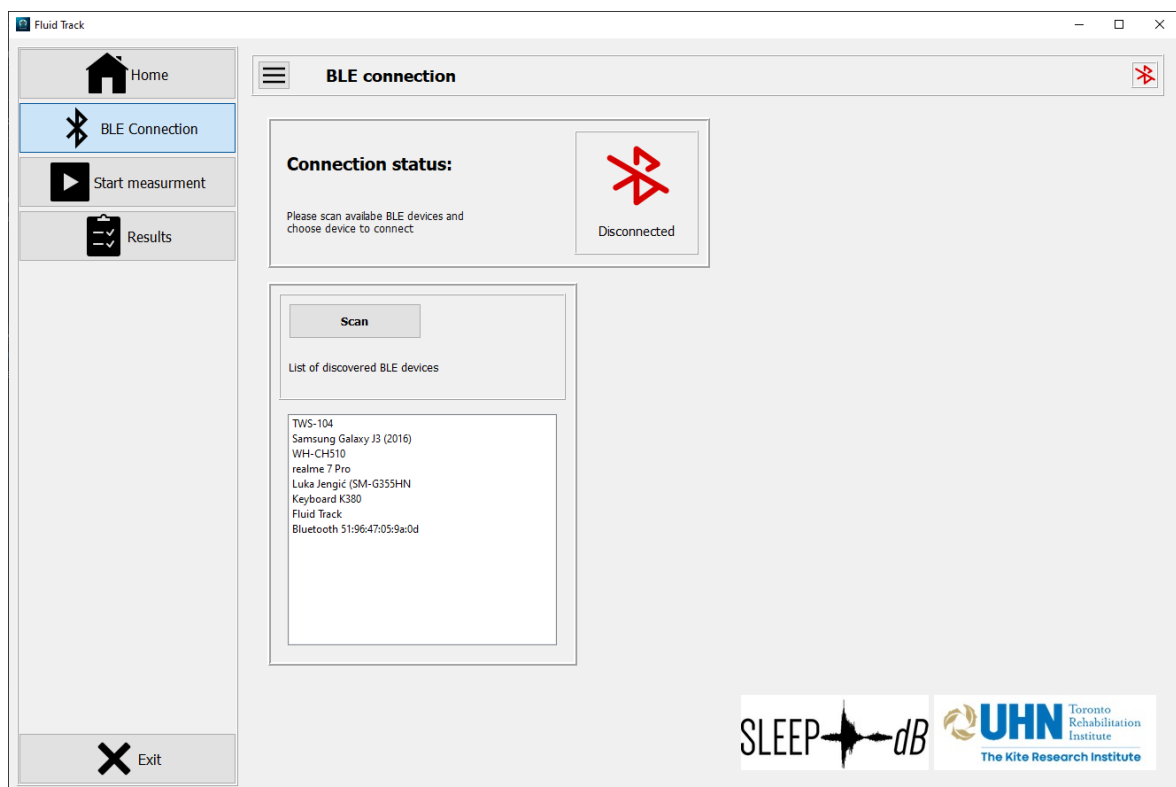 Fluid Track
Home
BLE Connection
Start measurment
Results
Exit
BLE connection
Connection status:
Please scan availabe BLE devices and
choose device to connect
Disconnected
Scan
List of discovered BLE devices
TWS-104
Samsung Galaxy J3 (2016)
WH-CH510
realme 7 Pro
Luka Jengić (SM-G355HN
Keyboard K380
Fluid Track
Bluetooth 51:96:47:05:9a:0d
SLEEP dB
UHN
Toronto
Rehabilitation
Institute
The Kite Research Institute